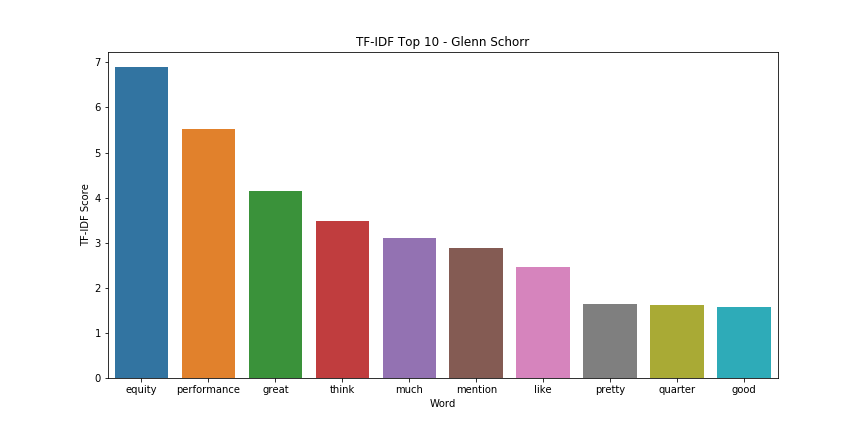 TF-IDF Top 10 - Glenn Schorr
7
6
5
4
3
2
1
0
TF-IDF Score
equity performance great think much mention like pretty quarter good
Word